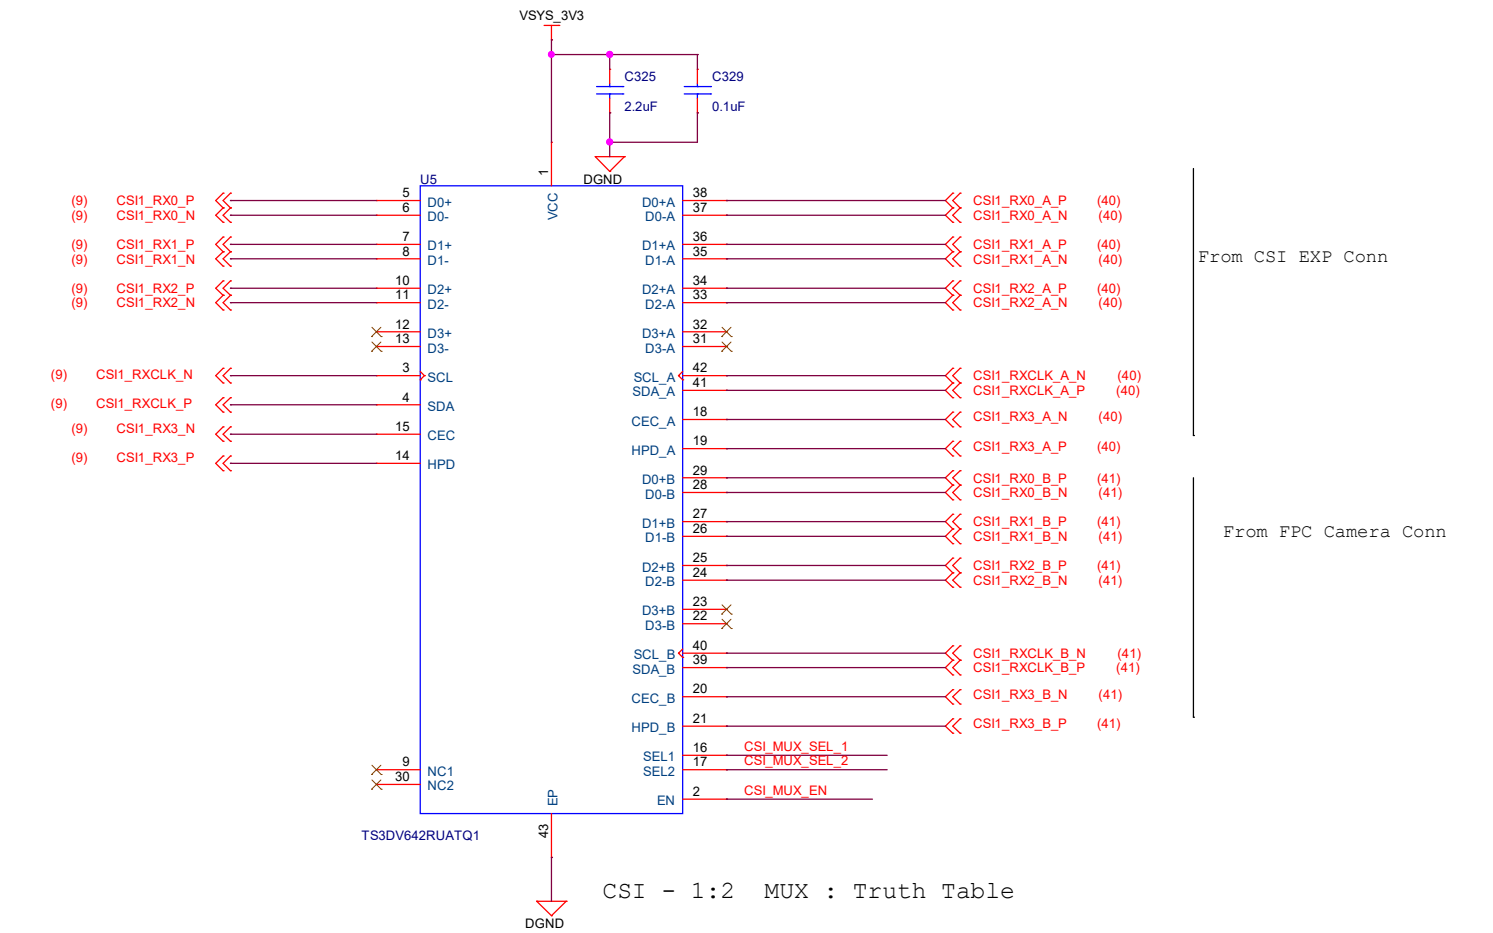 VSYS_3V3
C325 C329
2.2uF 0.1uF
DGND
U5
1
VCC
(9) CSI1_RX0_P 5 D0+ D0+A 38 CSI1_RX0_A_P (40)
(9) CSI1_RX0_N 6 D0- D0-A 37 CSI1_RX0_A_N (40)
(9) CSI1_RX1_P 7 D1+ D1+A 36 CSI1_RX1_A_P (40)
(9) CSI1_RX1_N 8 D1- D1-A 35 CSI1_RX1_A_N (40)
From CSI EXP Conn
(9) CSI1_RX2_P 10 D2+ D2+A 34 CSI1_RX2_A_P (40)
(9) CSI1_RX2_N 11 D2- D2-A 33 CSI1_RX2_A_N (40)
12 D3+ D3+A 32
13 D3- D3-A 31
(9) CSI1_RXCLK_N 3 SCL SCL_A 42 CSI1_RXCLK_A_N (40)
SDA_A 41 CSI1_RXCLK_A_P (40)
(9) CSI1_RXCLK_P 4 SDA
CEC_A 18 CSI1_RX3_A_N (40)
(9) CSI1_RX3_N 15 CEC
HPD_A 19 CSI1_RX3_A_P (40)
(9) CSI1_RX3_P 14 HPD
D0+B 29 CSI1_RX0_B_P (41)
D0-B 28 CSI1_RX0_B_N (41)
D1+B 27 CSI1_RX1_B_P (41)
D1-B 26 CSI1_RX1_B_N (41)
From FPC Camera Conn
D2+B 25 CSI1_RX2_B_P (41)
D2-B 24 CSI1_RX2_B_N (41)
D3+B 23
D3-B 22
SCL_B 40 CSI1_RXCLK_B_N (41)
SDA_B 39 CSI1_RXCLK_B_P (41)
CEC_B 20 CSI1_RX3_B_N (41)
HPD_B 21 CSI1_RX3_B_P (41)
SEL1 16 CSI_MUX_SEL_1
SEL2 17 CSI_MUX_SEL_2
9 NC1
30 NC2
EN 2 CSI_MUX_EN
EP
43
TS3DV642RUATQ1
CSI - 1:2 MUX : Truth Table
DGND